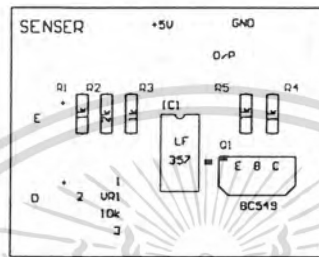 SENSER +5V GND
O/P
R1 R2 R3 R5 R4
IC1
E
LF
357
Q1
E B C
D
2
1
VR1
10k
3
BC549